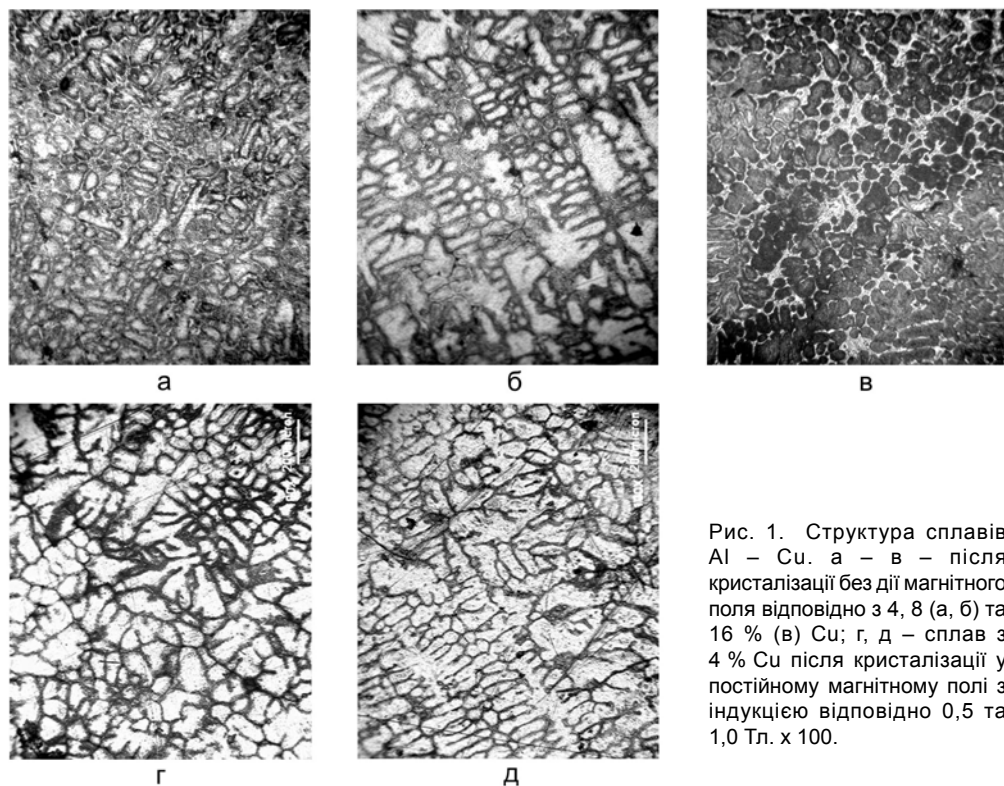 а
б
в
200micron
г
д
Рис. 1. Структура сплавів
Al – Cu. а – в – після
кристалізації без дії магнітного
поля відповідно з 4, 8 (а, б) та
16 % (в) Cu; г, д – сплав з
4 % Cu після кристалізації у
постійному магнітному полі з
індукцією відповідно 0,5 та
1,0 Тл. х 100.